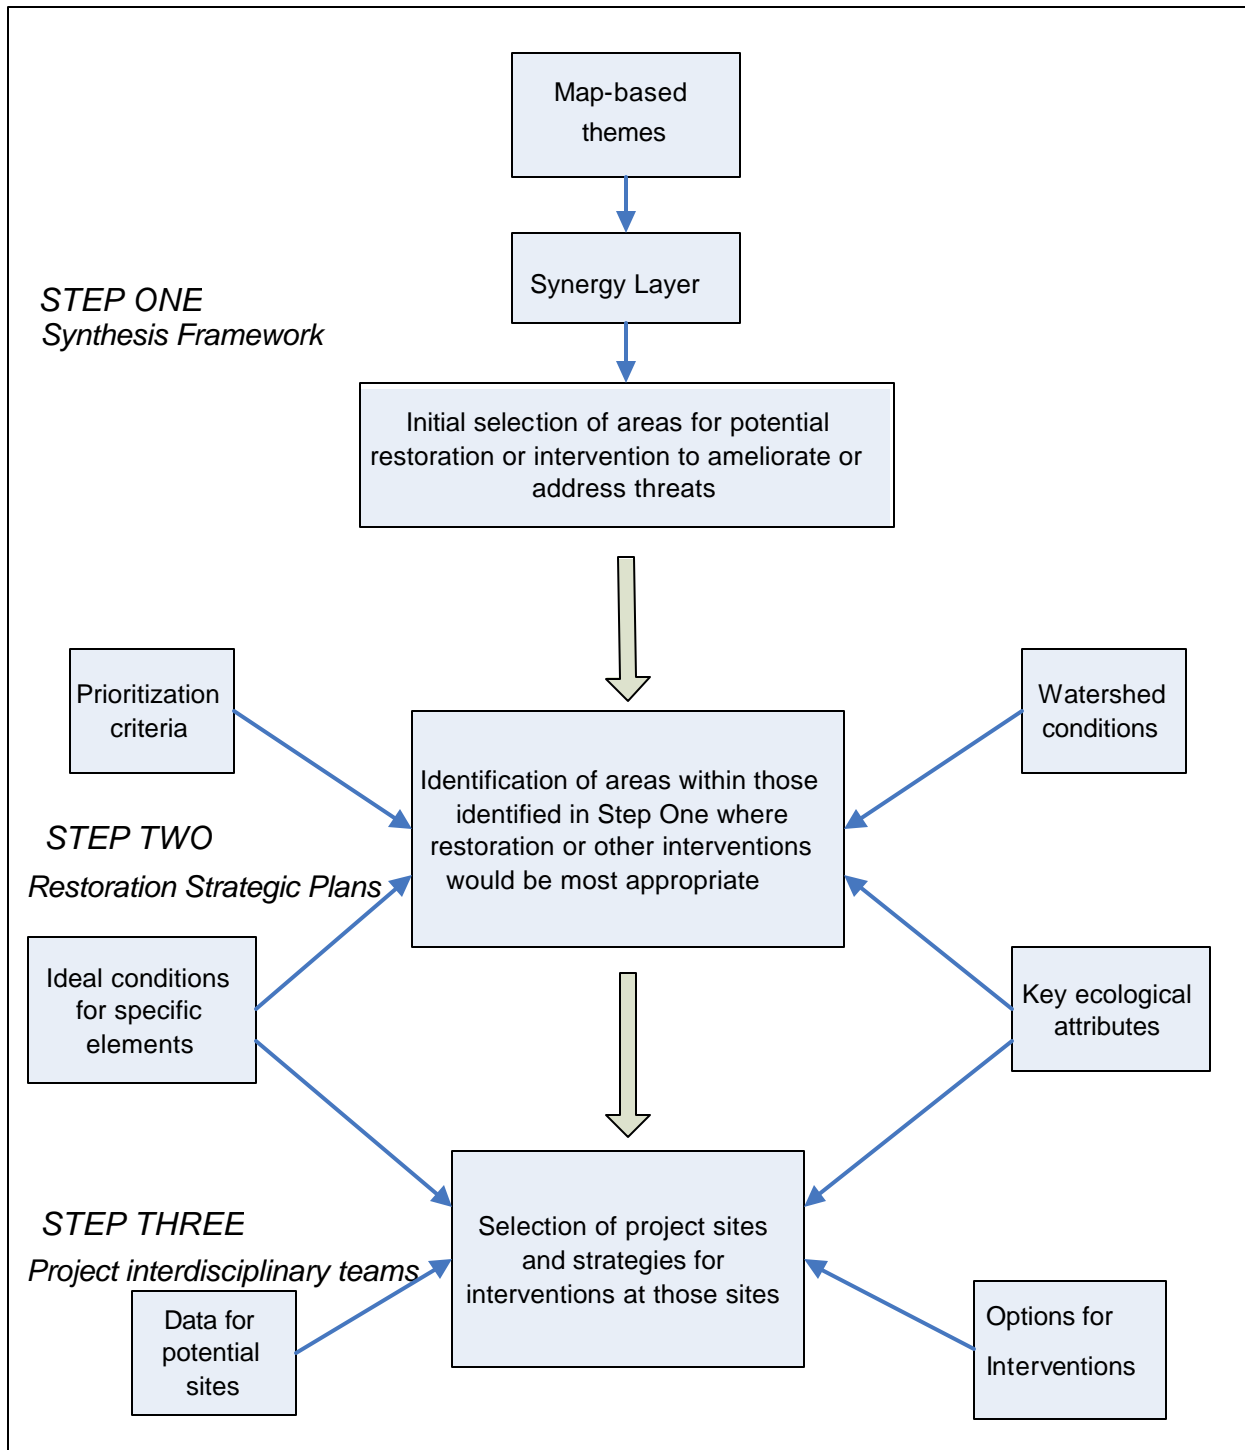 Map-based
themes
Synergy Layer
STEP ONE
Synthesis Framework
Initial selection of areas for potential
restoration or intervention to ameliorate or
address threats
Prioritization
criteria
Watershed
conditions
Identification of areas within those
identified in Step One where
restoration or other interventions
would be most appropriate
STEP TWO
Restoration Strategic Plans
Ideal conditions
for specific
elements
Key ecological
attributes
STEP THREE
Project interdisciplinary teams
Selection of project sites
and strategies for
interventions at those sites
Data for
potential
sites
Options for
Interventions